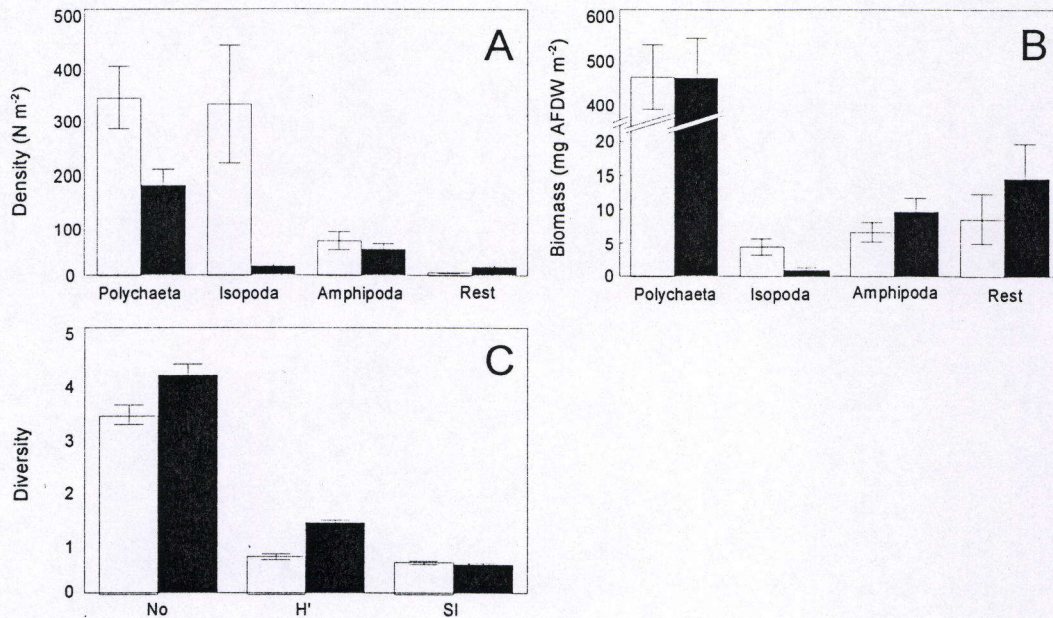 A
Density (N m⁻²)
500
400
300
200
100
0
Polychaeta Isopoda Amphipoda Rest
B
Biomass (mg AFDW m⁻²)
600
500
400
20
15
10
5
0
Polychaeta Isopoda Amphipoda Rest
C
Diversity
5
4
3
2
1
0
No H' SI